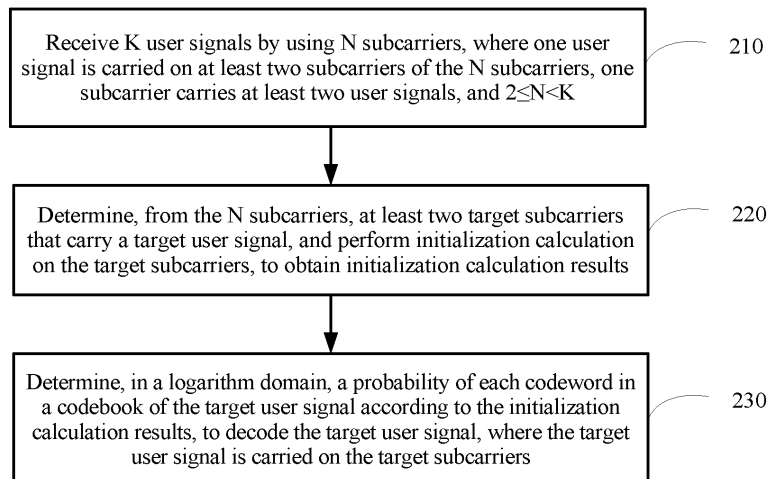 Receive K user signals by using N subcarriers, where one user
signal is carried on at least two subcarriers of the N subcarriers, one
subcarrier carries at least two user signals, and 2≤N<K
210
Determine, from the N subcarriers, at least two target subcarriers
that carry a target user signal, and perform initialization calculation
on the target subcarriers, to obtain initialization calculation results
220
Determine, in a logarithm domain, a probability of each codeword in
a codebook of the target user signal according to the initialization
calculation results, to decode the target user signal, where the target
user signal is carried on the target subcarriers
230